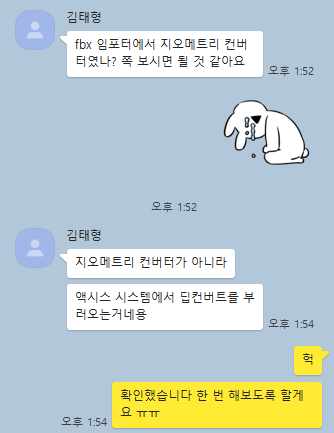 김태형
fbx 임포터에서 지오메트리 컨버
터였나? 쪽 보시면 될 것 같아요
오후 1:52
오후 1:52
김태형
지오메트리 컨버터가 아니라
액시스 시스템에서 딥컨버트를 부
러오는거네용
오후 1:54
헉
확인했습니다 한 번 해보도록 할게
요 ㅠㅠ
오후 1:54